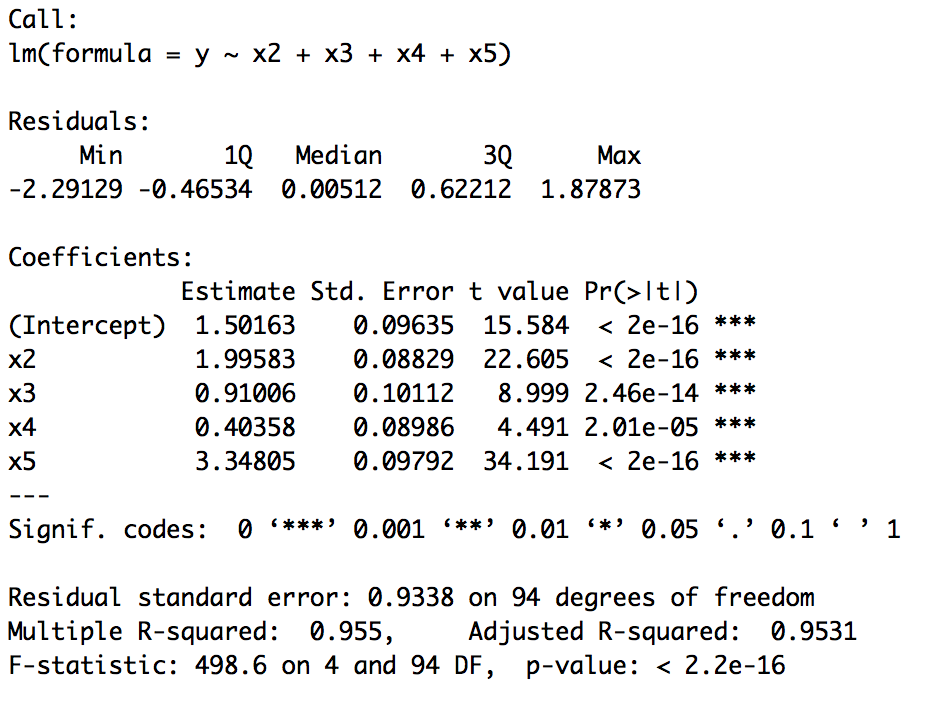 Call:
lm(formula = y ~ x2 + x3 + x4 + x5)

Residuals:
     Min       1Q   Median       3Q      Max
-2.29129 -0.46534  0.00512  0.62212  1.87873

Coefficients:
            Estimate Std. Error t value Pr(>|t|)
(Intercept)  1.50163    0.09635  15.584  < 2e-16 ***
x2           1.99583    0.08829  22.605  < 2e-16 ***
x3           0.91006    0.10112   8.999 2.46e-14 ***
x4           0.40358    0.08986   4.491 2.01e-05 ***
x5           3.34805    0.09792  34.191  < 2e-16 ***
---
Signif. codes:  0 ‘***’ 0.001 ‘**’ 0.01 ‘*’ 0.05 ‘.’ 0.1 ‘ ’ 1

Residual standard error: 0.9338 on 94 degrees of freedom
Multiple R-squared:  0.955,	Adjusted R-squared:  0.9531
F-statistic: 498.6 on 4 and 94 DF,  p-value: < 2.2e-16